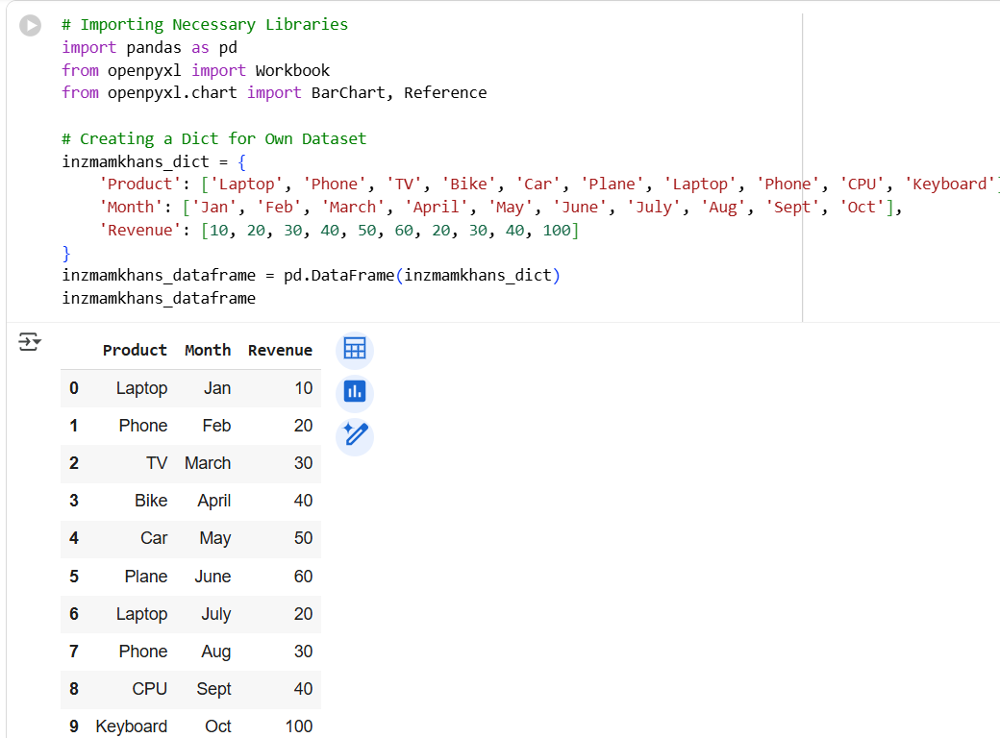 # Importing Necessary Libraries
import pandas as pd
from openpyxl import Workbook
from openpyxl.chart import BarChart, Reference
# Creating a Dict for Own Dataset
inzmamkhans_dict = {
'Product': ['Laptop', 'Phone', 'TV', 'Bike', 'Car', 'Plane', 'Laptop', 'Phone', 'CPU', 'Keyboard']
'Month': ['Jan', 'Feb', 'March', 'April', 'May', 'June', 'July', 'Aug', 'Sept', 'Oct'],
'Revenue': [10, 20, 30, 40, 50, 60, 20, 30, 40, 100]
}
inzmamkhans_dataframe = pd.DataFrame(inzmamkhans_dict)
inzmamkhans_dataframe
Product Month Revenue
0 Laptop Jan 10
1 Phone Feb 20
2 TV March 30
3 Bike April 40
4 Car May 50
5 Plane June 60
6 Laptop July 20
7 Phone Aug 30
8 CPU Sept 40
9 Keyboard Oct 100